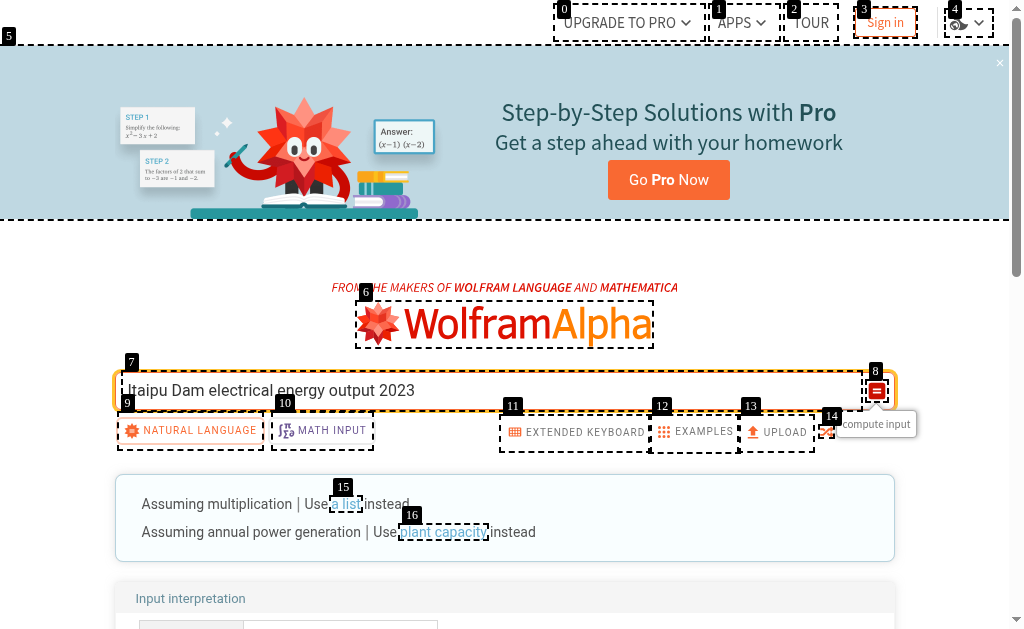 0
UPGRADE TO PRO
1
APPS
2
TOUR
3
Sign in
4
5
×
STEP 1
Simplify the following:
x² − 3 x + 2
STEP 2
The factors of 2 that sum
to −3 are −1 and −2.
Answer:
(x−1) (x−2)
Step-by-Step Solutions with Pro
Get a step ahead with your homework
Go Pro Now
FROM THE MAKERS OF WOLFRAM LANGUAGE AND MATHEMATICA
6
WolframAlpha
7
8
Itaipu Dam electrical energy output 2023
=
9
NATURAL LANGUAGE
10
MATH INPUT
11
EXTENDED KEYBOARD
12
EXAMPLES
13
UPLOAD
14
compute input
15
Assuming multiplication | Use a list instead
16
Assuming annual power generation | Use plant capacity instead
Input interpretation